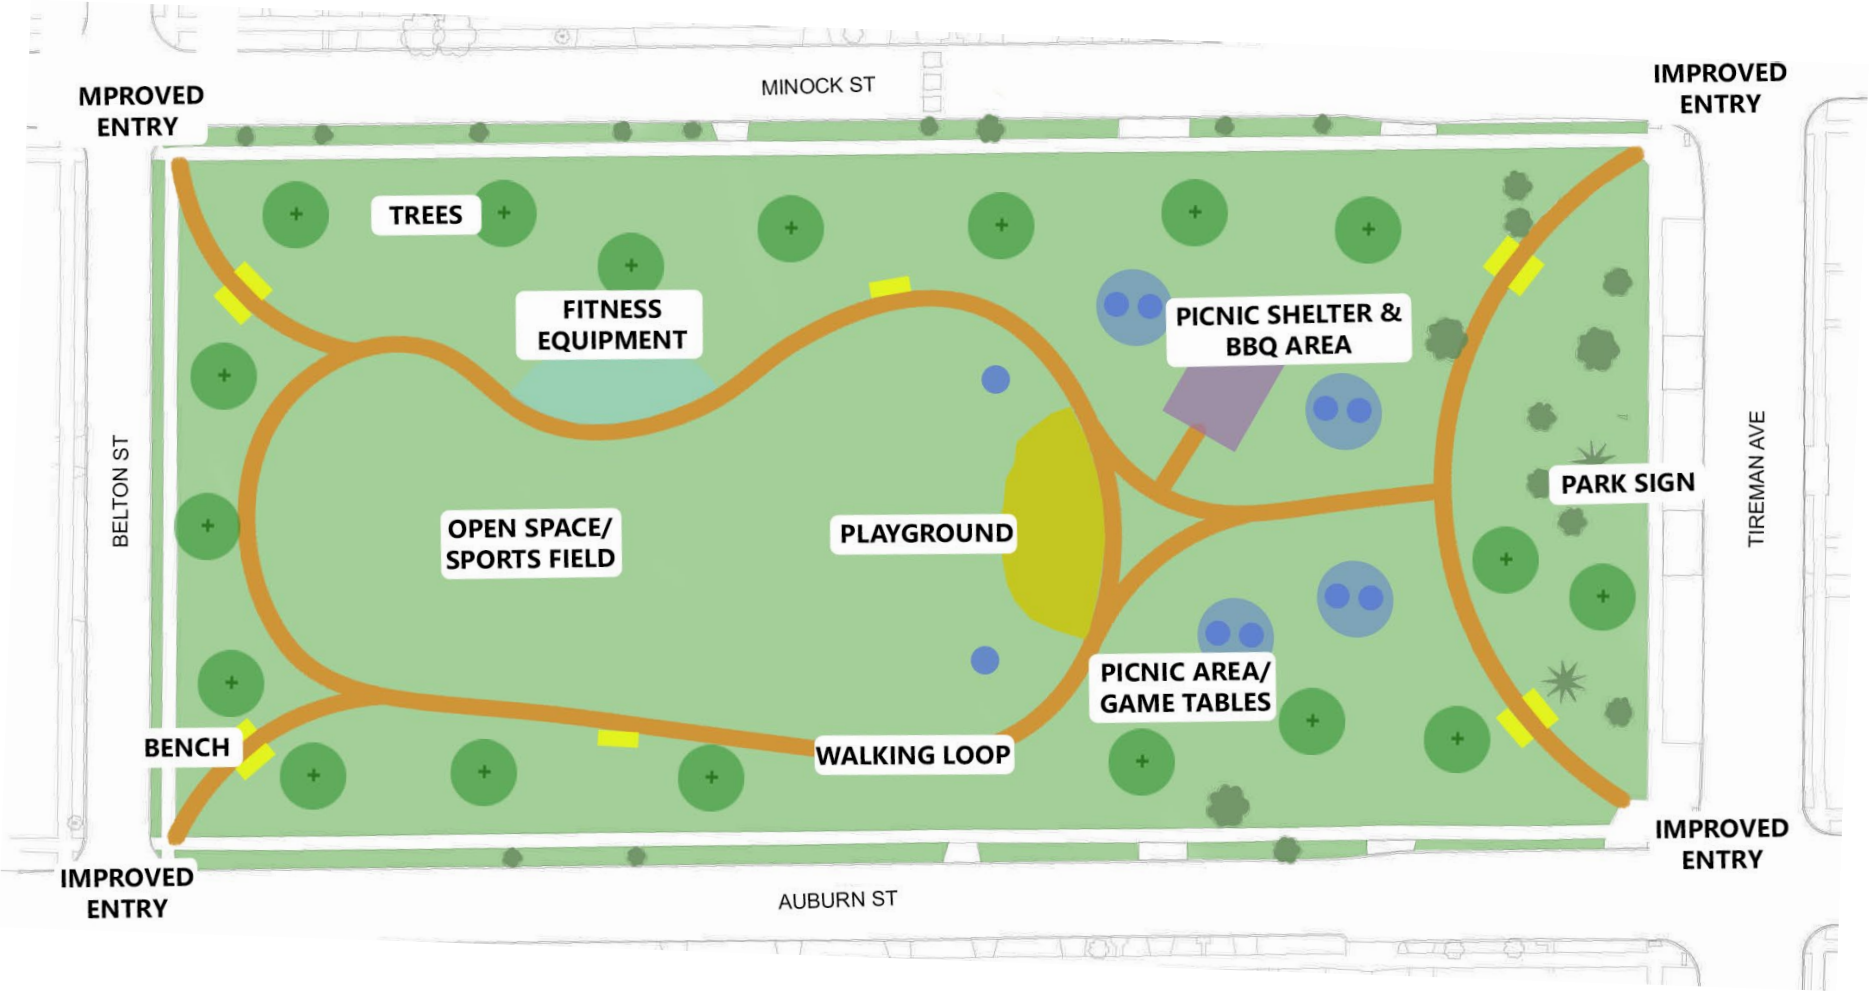 MINOCK ST
IMPROVED
ENTRY
MPROVED
ENTRY
TREES
FITNESS
EQUIPMENT
PICNIC SHELTER &
BBQ AREA
BELTON ST
TIREMAN AVE
PARK SIGN
OPEN SPACE/
SPORTS FIELD
PLAYGROUND
PICNIC AREA/
GAME TABLES
BENCH
WALKING LOOP
IMPROVED
ENTRY
IMPROVED
ENTRY
AUBURN ST